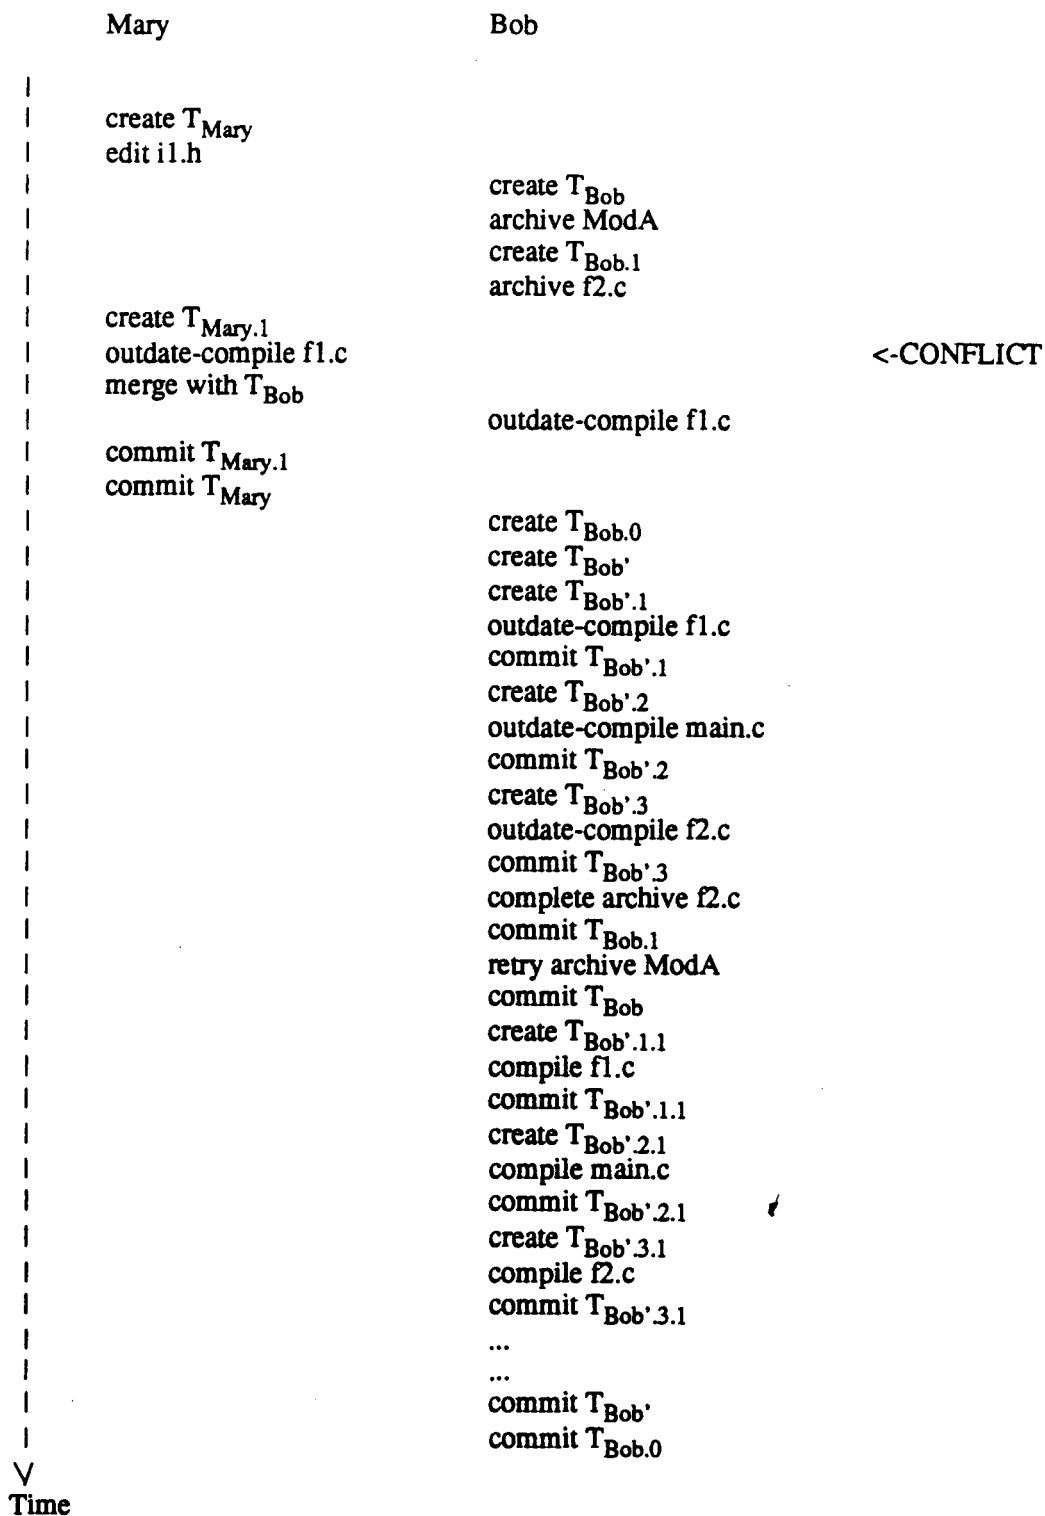 Mary Bob
create T_Mary
edit i1.h
create T_Bob
archive ModA
create T_Bob.1
archive f2.c
create T_Mary.1
outdate-compile f1.c <-CONFLICT
merge with T_Bob
outdate-compile f1.c
commit T_Mary.1
commit T_Mary
create T_Bob.0
create T_Bob'
create T_Bob'.1
outdate-compile f1.c
commit T_Bob'.1
create T_Bob'.2
outdate-compile main.c
commit T_Bob'.2
create T_Bob'.3
outdate-compile f2.c
commit T_Bob'.3
complete archive f2.c
commit T_Bob.1
retry archive ModA
commit T_Bob
create T_Bob'.1.1
compile f1.c
commit T_Bob'.1.1
create T_Bob'.2.1
compile main.c
commit T_Bob'.2.1
create T_Bob'.3.1
compile f2.c
commit T_Bob'.3.1
...
...
commit T_Bob'
commit T_Bob.0
Time